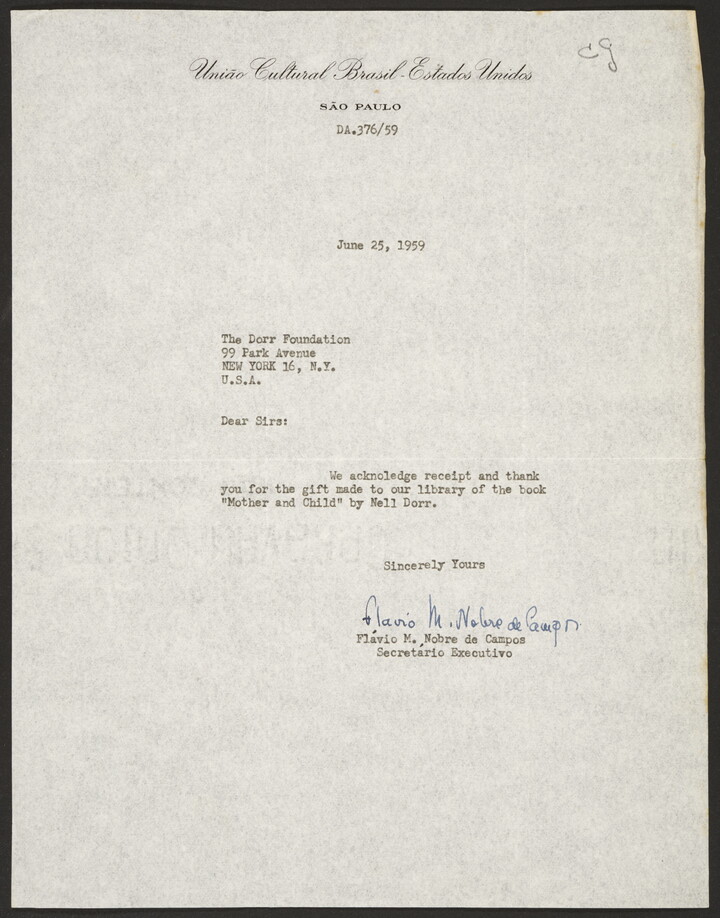 cg
União Cultural Brasil-Estados Unidos
SÃO PAULO
DA.376/59
June 25, 1959
The Dorr Foundation
99 Park Avenue
NEW YORK 16, N.Y.
U.S.A.
Dear Sirs:
We acknoledge receipt and thank
you for the gift made to our library of the book
"Mother and Child" by Nell Dorr.
Sincerely Yours
Flavio M. Nobre de Campos
Flávio M. Nobre de Campos
Secretário Executivo